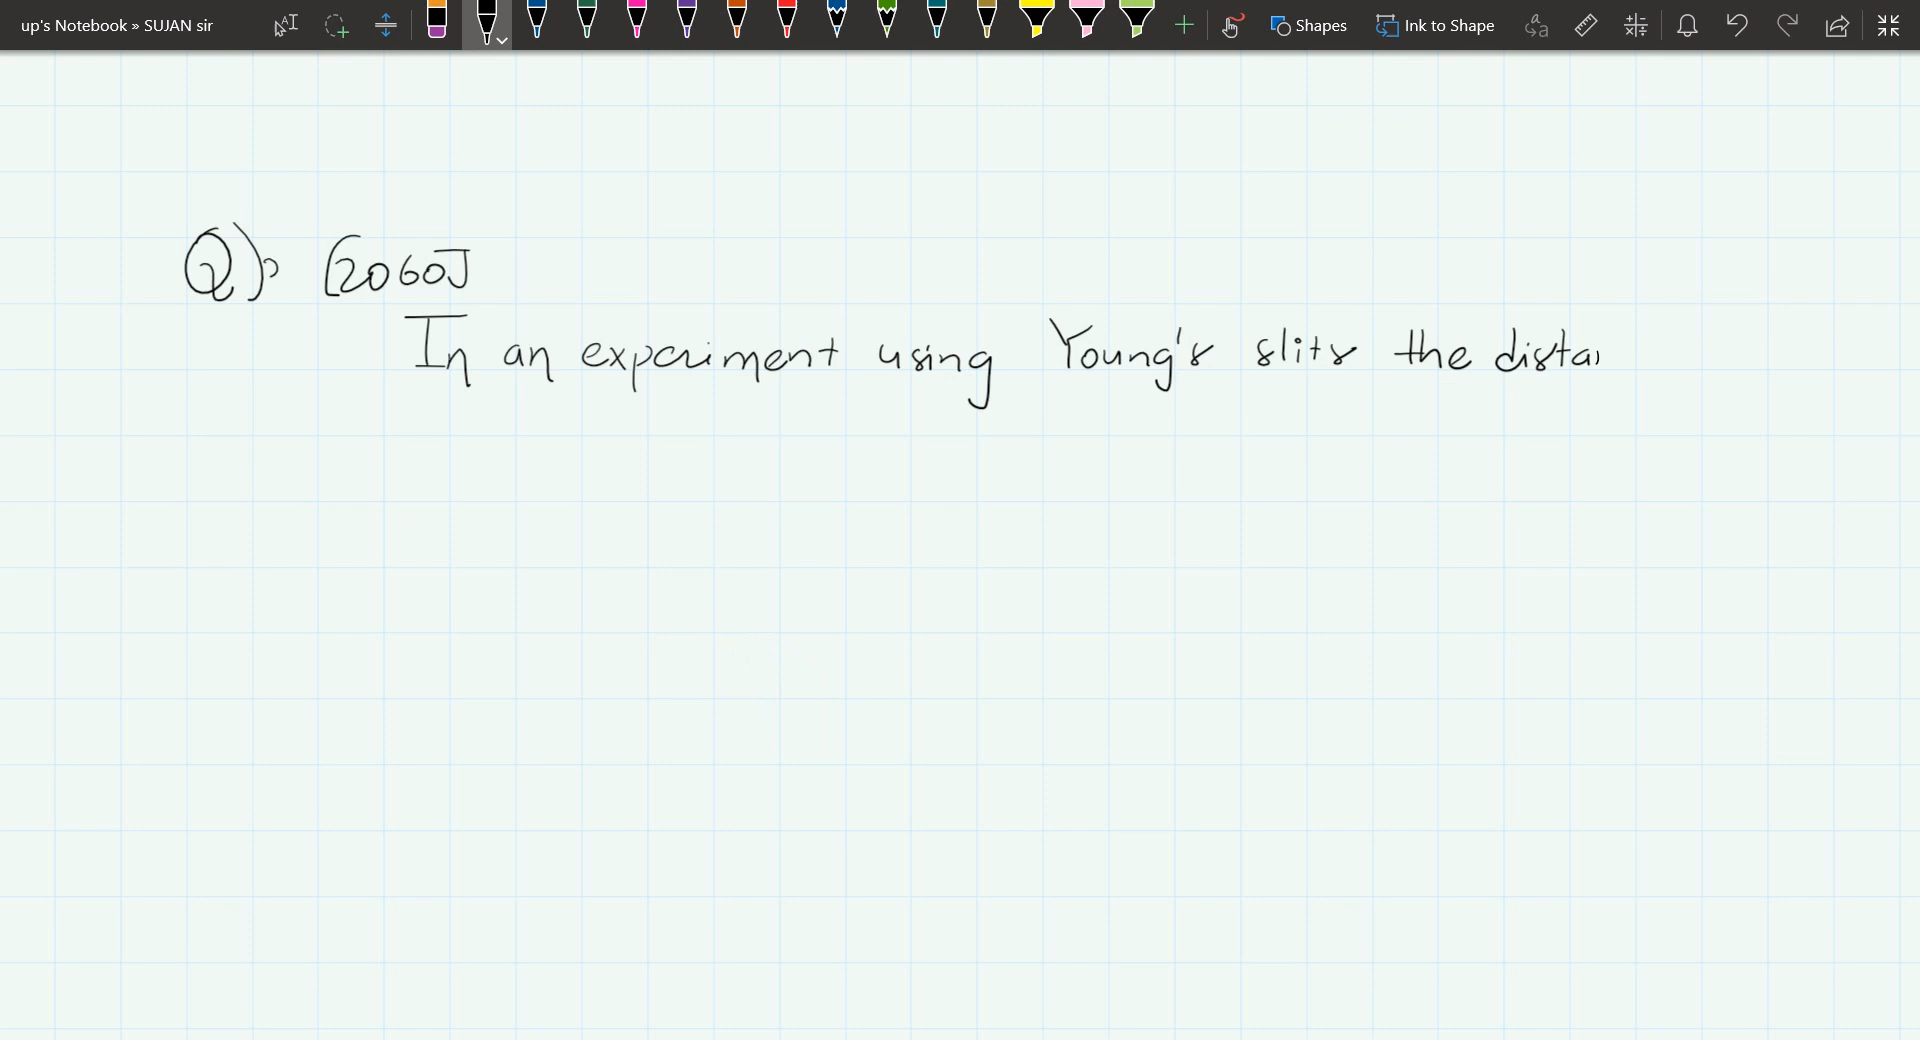 up's Notebook » SUJAN sir Shapes Ink to Shape
Q): [2060]
In an experiment using Young's slits the dista